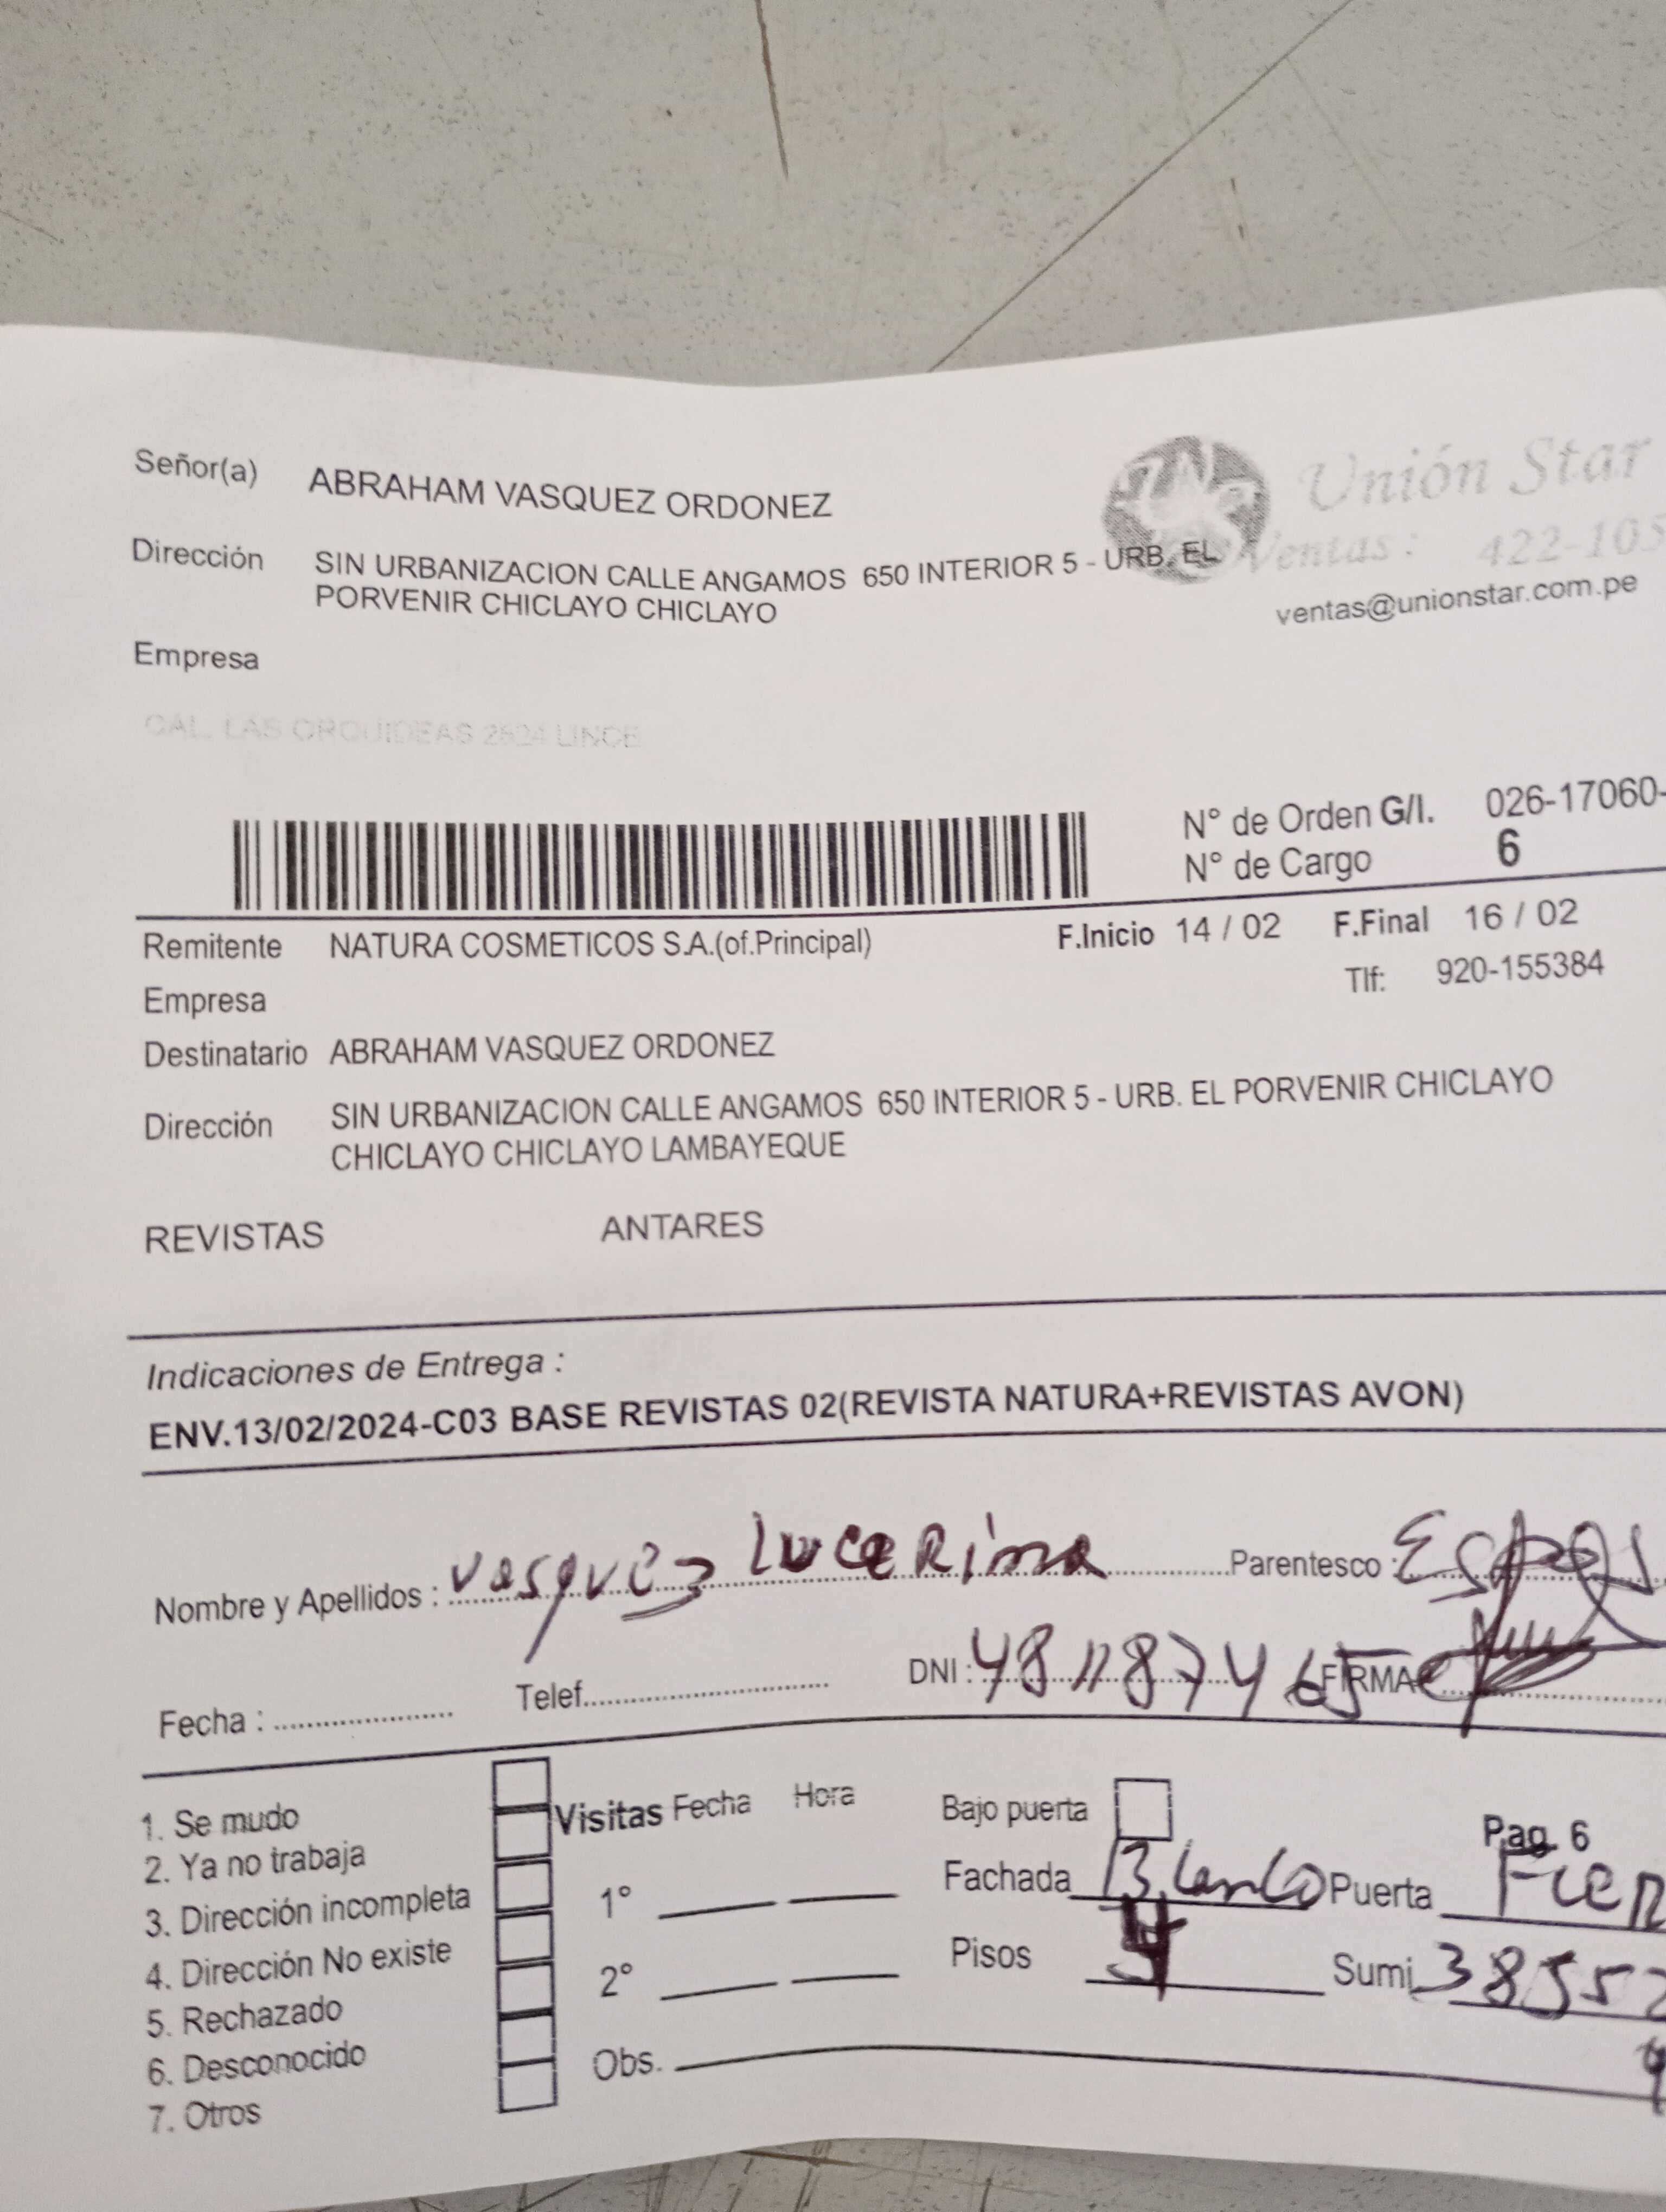 Señor(a) ABRAHAM VASQUEZ ORDONEZ
Unión Star
Dirección SIN URBANIZACION CALLE ANGAMOS 650 INTERIOR 5 - URB. EL
PORVENIR CHICLAYO CHICLAYO
Ventas: 422-105
ventas@unionstar.com.pe
Empresa
CAL. LAS ORQUIDEAS 2624 LINCE
N° de Orden G/I. 026-17060-
N° de Cargo 6
Remitente NATURA COSMETICOS S.A.(of.Principal) F.Inicio 14 / 02 F.Final 16 / 02
Empresa Tlf: 920-155384
Destinatario ABRAHAM VASQUEZ ORDONEZ
Dirección SIN URBANIZACION CALLE ANGAMOS 650 INTERIOR 5 - URB. EL PORVENIR CHICLAYO
CHICLAYO CHICLAYO LAMBAYEQUE
REVISTAS ANTARES
Indicaciones de Entrega :
ENV.13/02/2024-C03 BASE REVISTAS 02(REVISTA NATURA+REVISTAS AVON)
Nombre y Apellidos : Vasquez Lucerina Parentesco :
Fecha : Telef. DNI : FIRMA
1. Se mudo
2. Ya no trabaja
3. Dirección incompleta
4. Dirección No existe
5. Rechazado
6. Desconocido
7. Otros
Visitas Fecha Hora
1°
2°
Obs.
Bajo puerta Pag. 6
Fachada Blanco Puerta Fier
Pisos 4 Sumi 38552